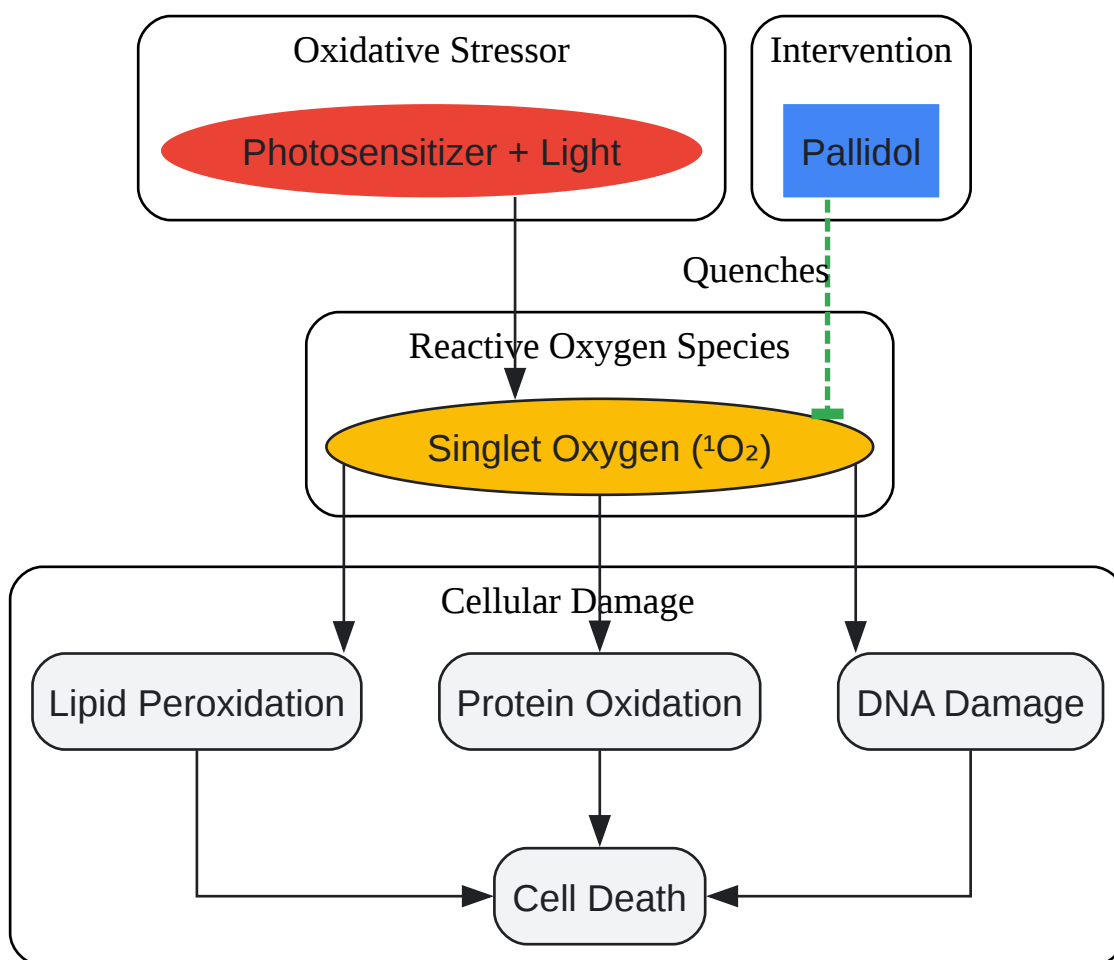 Oxidative Stressor
Intervention
Photosensitizer + Light
Pallidol
Quenches
Reactive Oxygen Species
Singlet Oxygen (¹O₂)
Cellular Damage
Lipid Peroxidation
Protein Oxidation
DNA Damage
Cell Death